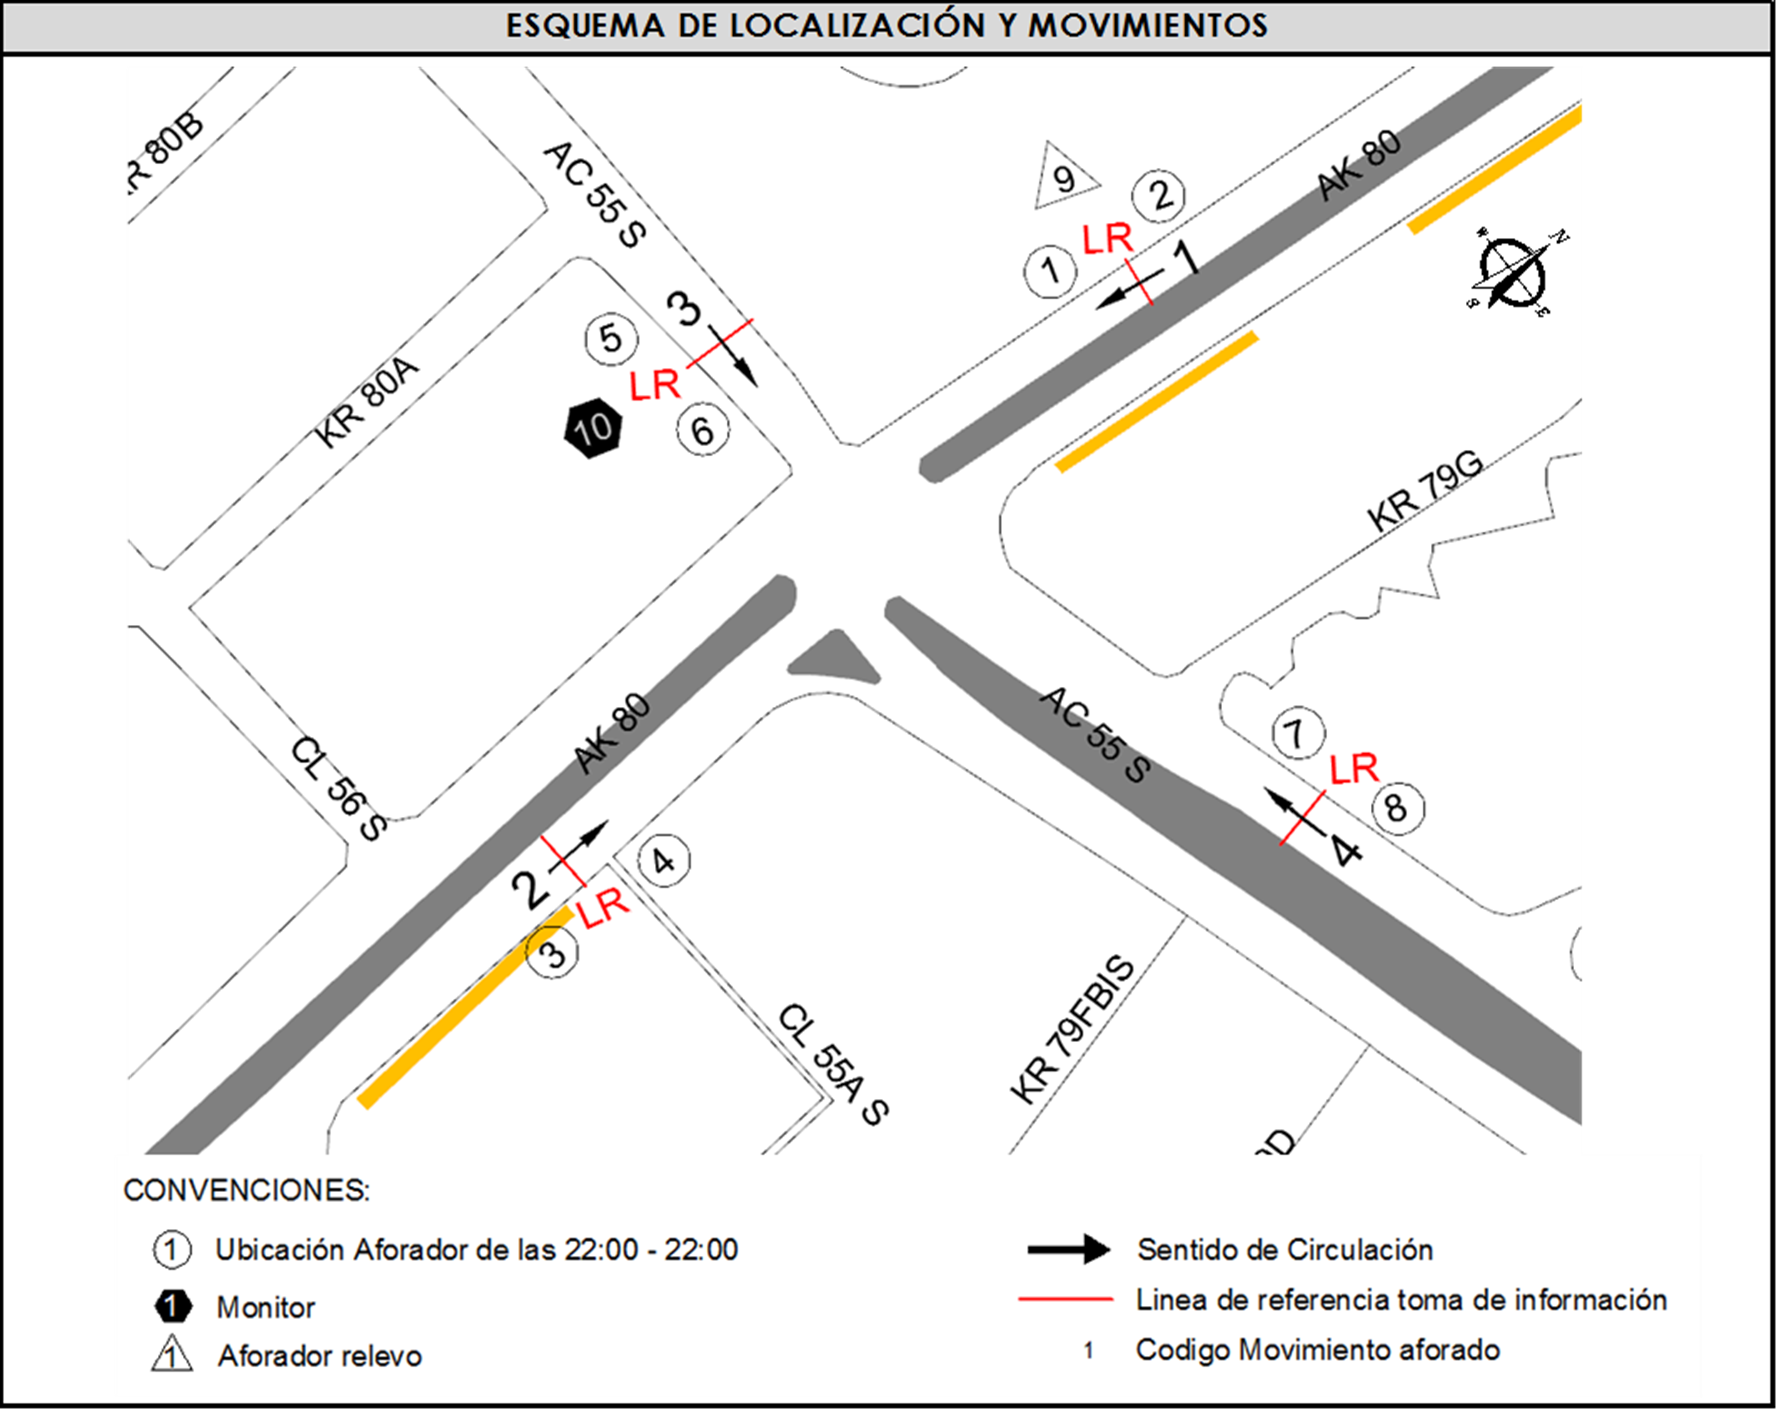 ESQUEMA DE LOCALIZACIÓN Y MOVIMIENTOS
R 80B
AC 55 S
AK 80
9
2
LR
1
1
N
W
S
E
3
5
LR
10
6
KR 80A
KR 79G
AK 80
AC 55 S
7
LR
8
4
CL 56 S
2
4
LR
3
CL 55A S
KR 79FBIS
D
CONVENCIONES:
1 Ubicación Aforador de las 22:00 - 22:00
1 Monitor
1 Aforador relevo
Sentido de Circulación
Linea de referencia toma de información
1 Codigo Movimiento aforado